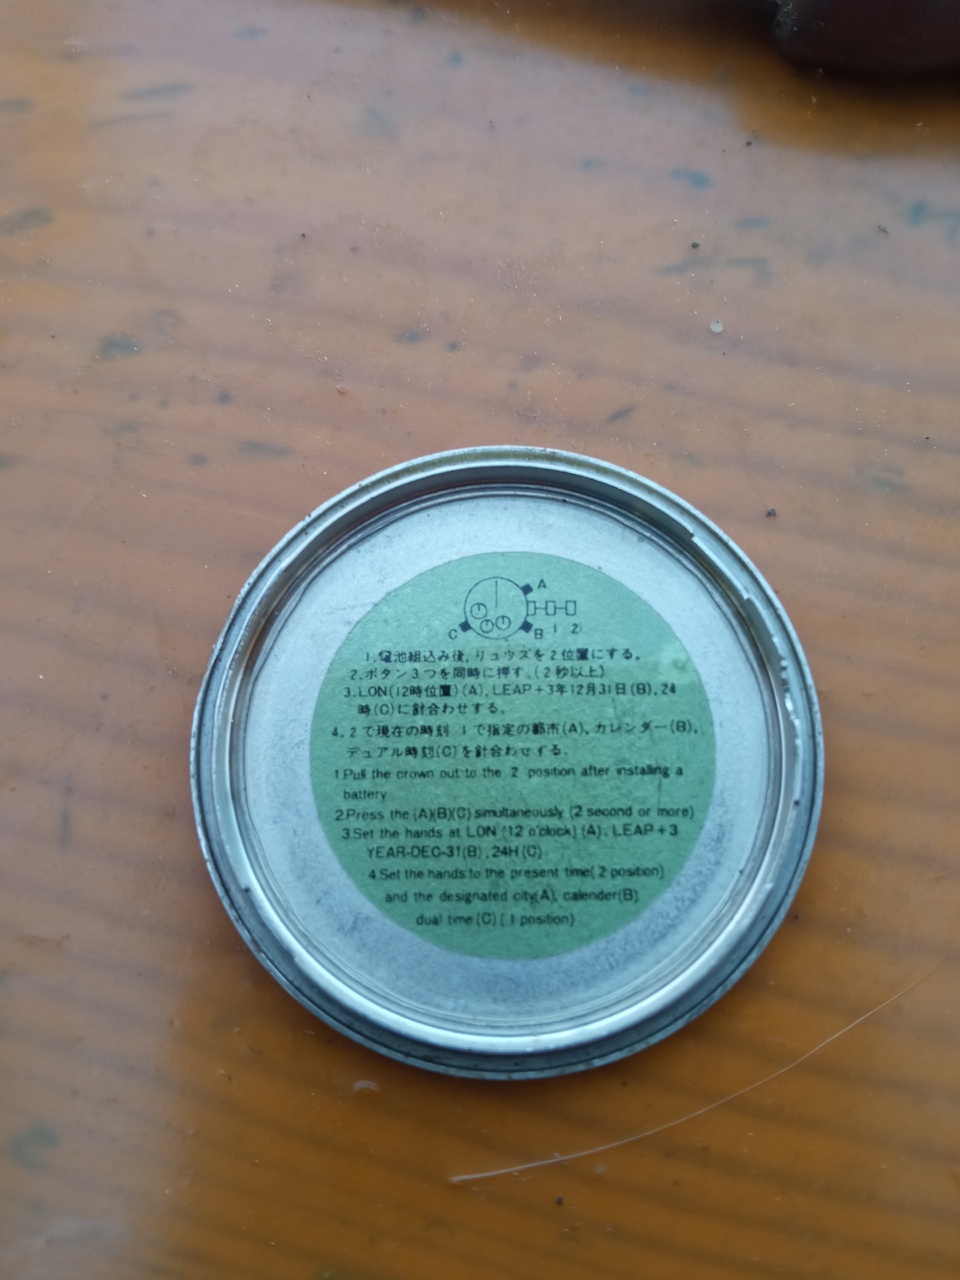 A
C B 1 2
1.電池組込み後,リュウズを2位置にする。
2.ボタン3つを同時に押す.(2秒以上)
3.LON(12時位置)(A),LEAP+3年12月31日(B),24
時(C)に針合わせする。
4.2で現在の時刻 1で指定の都市(A),カレンダー(B),
デュアル時刻(C)を針合わせする.
1.Pull the crown out to the 2 position after installing a
battery
2.Press the (A)(B)(C) simultaneously (2 second or more)
3.Set the hands at LON (12 o'clock) (A), LEAP+3
YEAR-DEC-31(B),24H(C)
4.Set the hands to the present time(2 position)
and the designated city(A), calender(B)
dual time(C)(1 position)